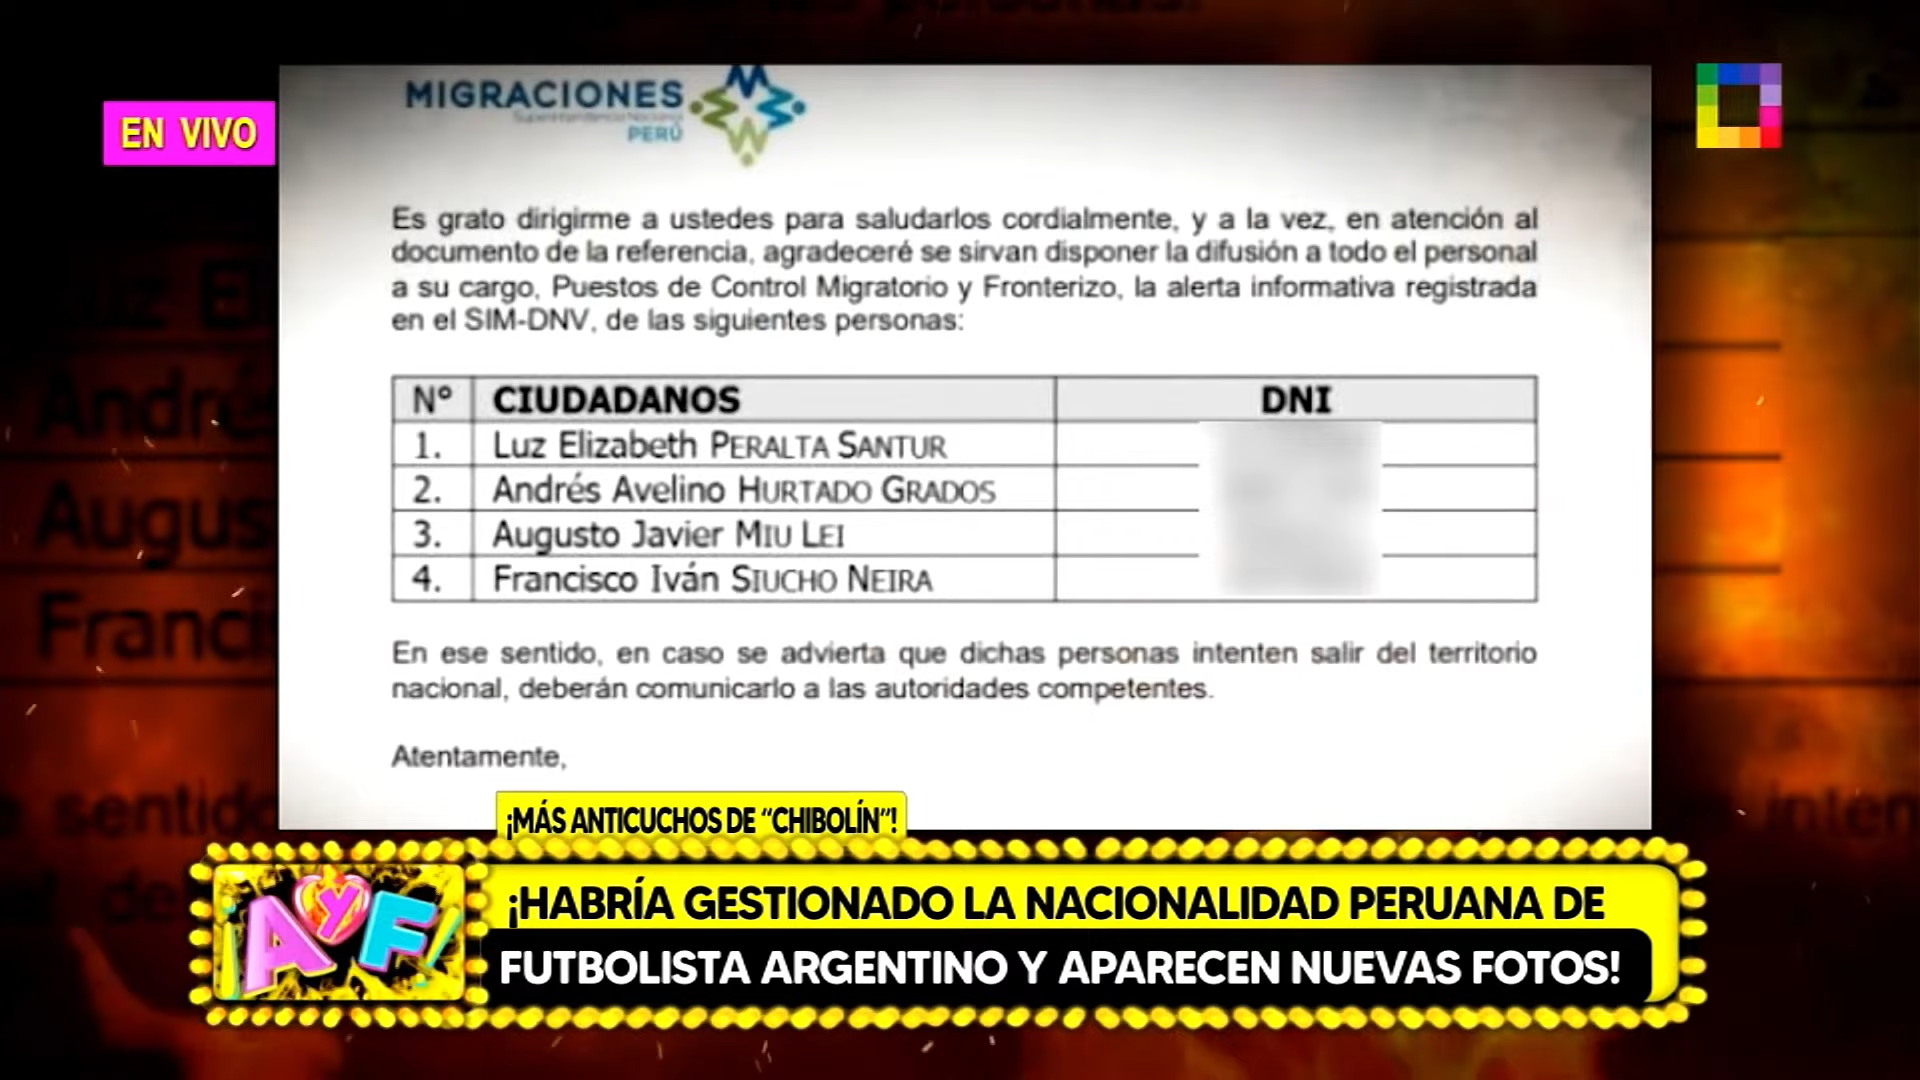 MIGRACIONES
Superintendencia Nacional
PERÚ
EN VIVO
Es grato dirigirme a ustedes para saludarlos cordialmente, y a la vez, en atención al
documento de la referencia, agradeceré se sirvan disponer la difusión a todo el personal
a su cargo, Puestos de Control Migratorio y Fronterizo, la alerta informativa registrada
en el SIM-DNV, de las siguientes personas:
Nº CIUDADANOS DNI
1. Luz Elizabeth PERALTA SANTUR
2. Andrés Avelino HURTADO GRADOS
3. Augusto Javier MIU LEI
4. Francisco Iván SIUCHO NEIRA
En ese sentido, en caso se advierta que dichas personas intenten salir del territorio
nacional, deberán comunicarlo a las autoridades competentes.
Atentamente,
¡MÁS ANTICUCHOS DE “CHIBOLÍN”!
¡AyF!
¡HABRÍA GESTIONADO LA NACIONALIDAD PERUANA DE
FUTBOLISTA ARGENTINO Y APARECEN NUEVAS FOTOS!